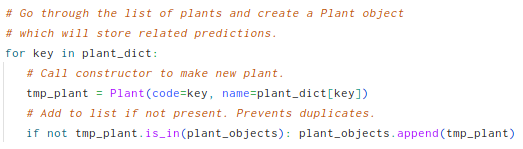 # Go through the list of plants and create a Plant object
# which will store related predictions.
for key in plant_dict:
    # Call constructor to make new plant.
    tmp_plant = Plant(code=key, name=plant_dict[key])
    # Add to list if not present. Prevents duplicates.
    if not tmp_plant.is_in(plant_objects): plant_objects.append(tmp_plant)